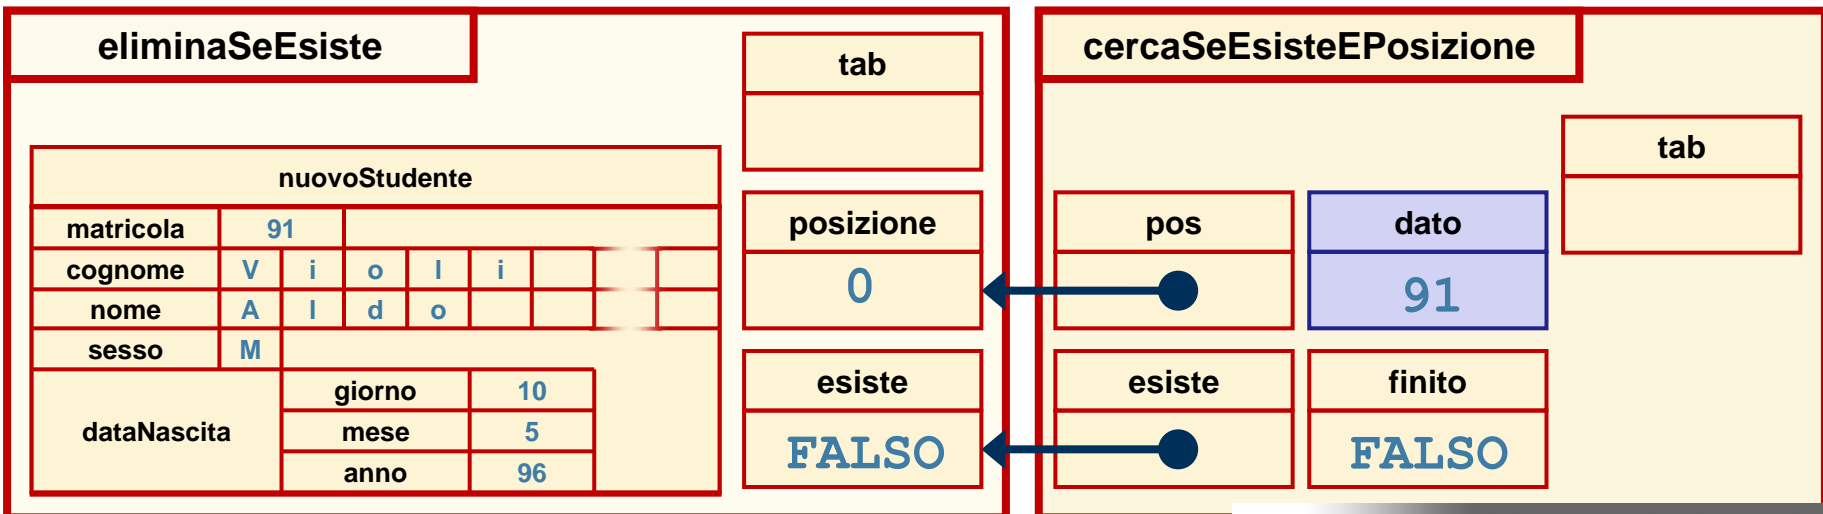 eliminaSeEsiste
tab
nuovoStudente
matricola 91
cognome V i o l i
nome A l d o
sesso M
dataNascita
giorno 10
mese 5
anno 96
posizione
0
esiste
FALSO
cercaSeEsisteEPosizione
tab
pos
dato
91
esiste
finito
FALSO